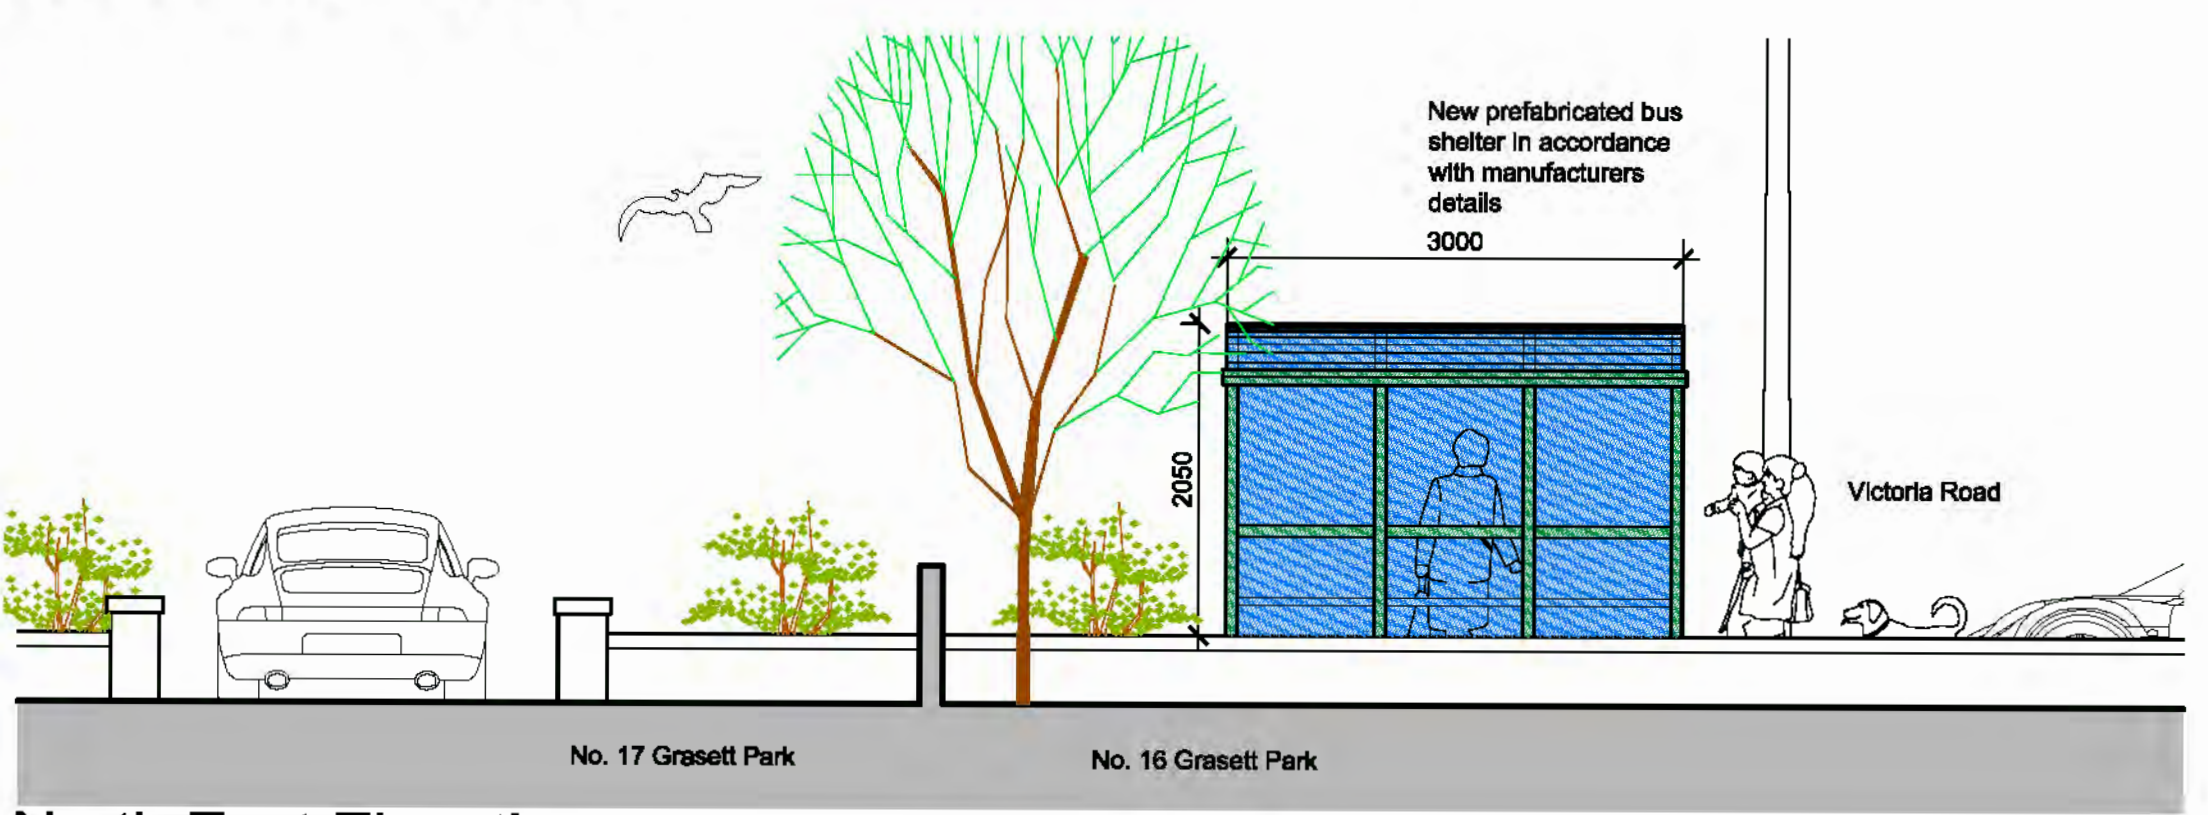 New prefabricated bus
shelter in accordance
with manufacturers
details
3000
2050
Victoria Road
No. 17 Grasett Park
No. 16 Grasett Park